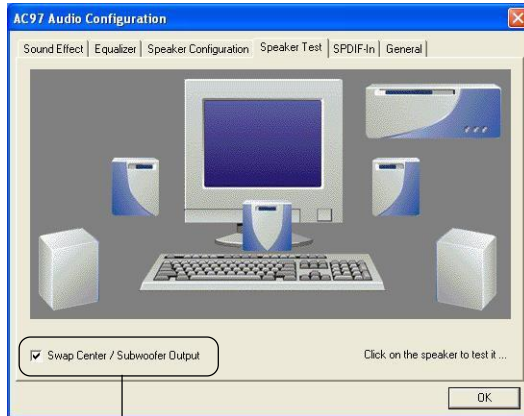 AC97 Audio Configuration
Sound Effect Equalizer Speaker Configuration Speaker Test SPDIF-In General
Swap Center / Subwoofer Output
Click on the speaker to test it ...
OK